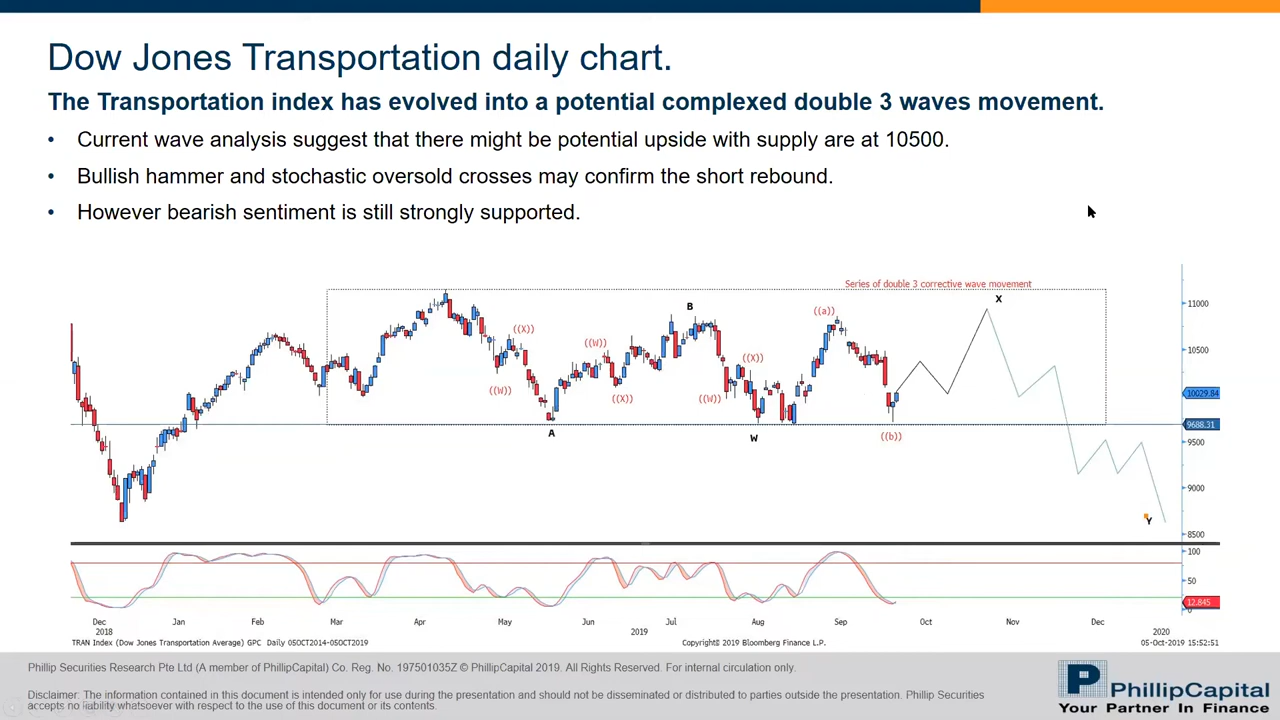 Dow Jones Transportation daily chart.
The Transportation index has evolved into a potential complexed double 3 waves movement.
• Current wave analysis suggest that there might be potential upside with supply are at 10500.
• Bullish hammer and stochastic oversold crosses may confirm the short rebound.
• However bearish sentiment is still strongly supported.
Series of double 3 corrective wave movement
X
B
((a))
((X))
((W))
((X))
((W))
((X))
((W))
A
W
((b))
Y
11000
10500
10029.84
9688.31
9500
9000
8500
100
50
12.845
0
Dec Jan Feb Mar Apr May Jun Jul Aug Sep Oct Nov Dec
2018 2019 2020
TRAN Index (Dow Jones Transportation Average) GPC Daily 05OCT2014-05OCT2019 Copyright© 2019 Bloomberg Finance L.P. 05-Oct-2019 15:52:51
Phillip Securities Research Pte Ltd (A member of PhillipCapital) Co. Reg. No. 197501035Z © PhillipCapital 2019. All Rights Reserved. For internal circulation only.
Disclaimer: The information contained in this document is intended only for use during the presentation and should not be disseminated or distributed to parties outside the presentation. Phillip Securities
accepts no liability whatsoever with respect to the use of this document or its contents.
P
PhillipCapital
Your Partner In Finance